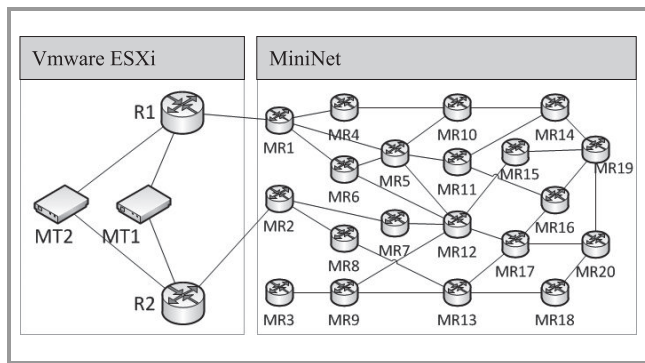 Vmware ESXi
MiniNet
R1
MR1
MR4
MR10
MR14
MR5
MR11
MR15
MR19
MR6
MT2
MT1
MR2
MR7
MR12
MR16
MR8
MR17
MR20
R2
MR3
MR9
MR13
MR18